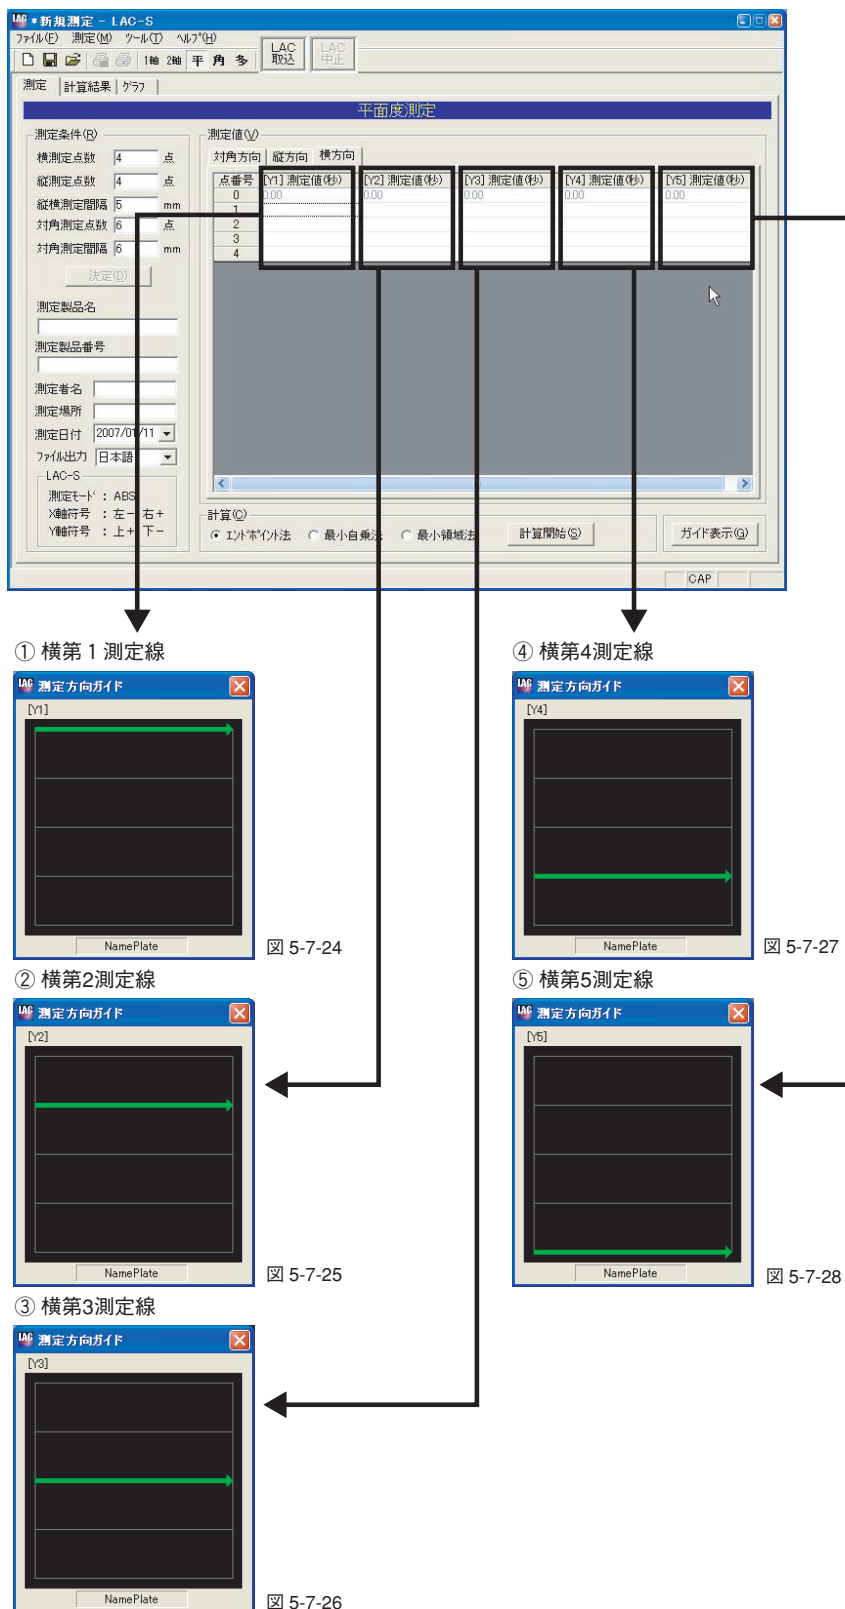 LAC *新規測定 - LAC-S
ファイル(F) 測定(M) ツール(T) ヘルプ(H)
1軸 2軸 平 角 多 LAC取込 LAC中止
測定 計算結果 グラフ
平面度測定
測定条件(R)
横測定点数 4 点
縦測定点数 4 点
縦横測定間隔 5 mm
対角測定点数 6 点
対角測定間隔 6 mm
決定(D)
測定製品名
測定製品番号
測定者名
測定場所
測定日付 2007/01/11
ファイル出力 日本語
LAC-S
測定モード : ABS
X軸符号 : 左- 右+
Y軸符号 : 上+ 下-
測定値(V)
対角方向 縦方向 横方向
点番号 [Y1] 測定値(秒) [Y2] 測定値(秒) [Y3] 測定値(秒) [Y4] 測定値(秒) [Y5] 測定値(秒)
0 0.00 0.00 0.00 0.00 0.00
1
2
3
4
計算(C)
エンドポイント法 最小自乗法 最小領域法 計算開始(S) ガイド表示(G)
CAP
① 横第 1 測定線
LAC 測定方向ガイド
[Y1]
NamePlate
図 5-7-24
② 横第2測定線
LAC 測定方向ガイド
[Y2]
NamePlate
図 5-7-25
③ 横第3測定線
LAC 測定方向ガイド
[Y3]
NamePlate
図 5-7-26
④ 横第4測定線
LAC 測定方向ガイド
[Y4]
NamePlate
図 5-7-27
⑤ 横第5測定線
LAC 測定方向ガイド
[Y5]
NamePlate
図 5-7-28